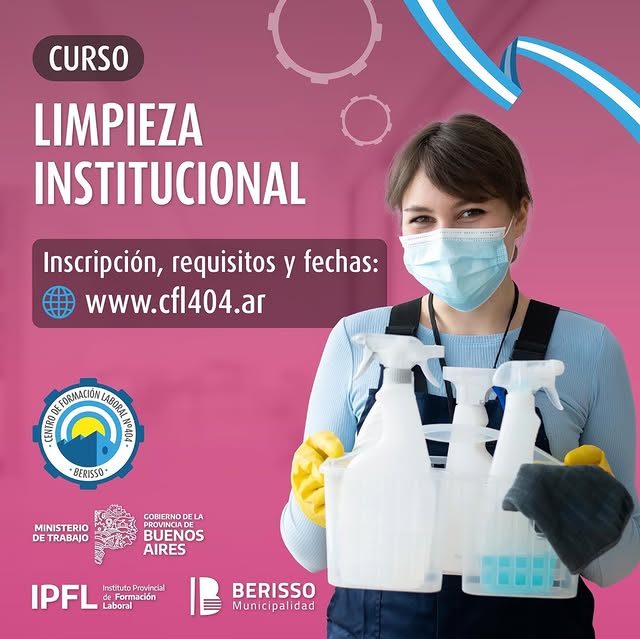 CURSO
LIMPIEZA
INSTITUCIONAL
Inscripción, requisitos y fechas:
www.cfl404.ar
CENTRO DE FORMACIÓN LABORAL Nº404
- BERISSO -
MINISTERIO
DE TRABAJO
GOBIERNO DE LA
PROVINCIA DE
BUENOS
AIRES
IPFL
Instituto Provincial
de Formación
Laboral
BERISSO
Municipalidad